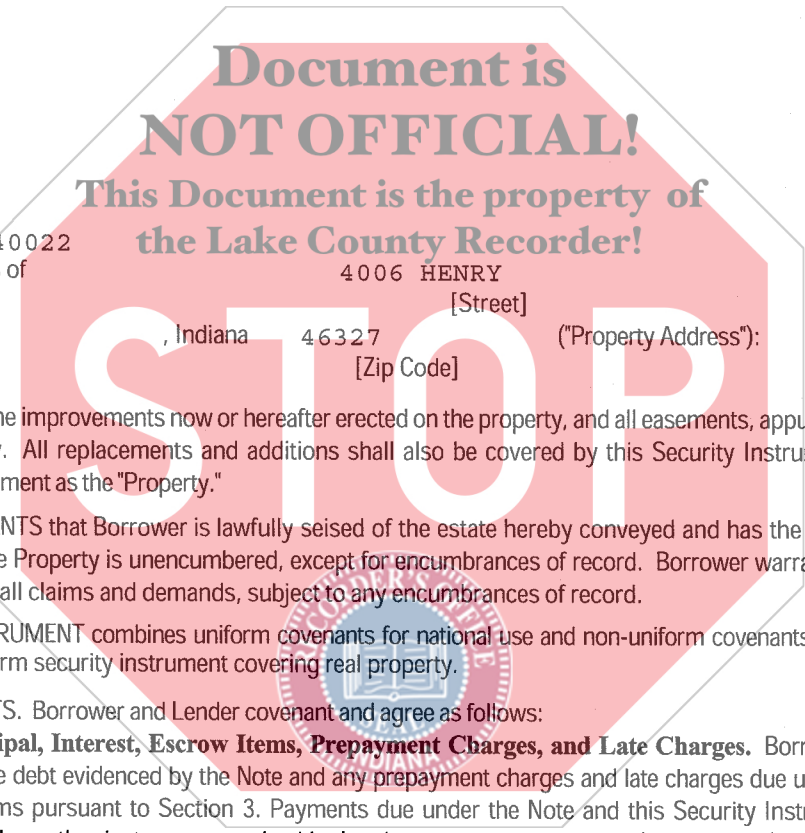 Document is
NOT OFFICIAL!
This Document is the property of
the Lake County Recorder!
40022
of
4006 HENRY
[Street]
, Indiana 46327 ("Property Address"):
[Zip Code]
STOP
ne improvements now or hereafter erected on the property, and all easements, appu
. All replacements and additions shall also be covered by this Security Instru
ment as the "Property."
NTS that Borrower is lawfully seised of the estate hereby conveyed and has the
e Property is unencumbered, except for encumbrances of record. Borrower warra
all claims and demands, subject to any encumbrances of record.
RUMENT combines uniform covenants for national use and non-uniform covenants
rm security instrument covering real property.
RECORDER'S OFFICE
SEAL
INDIANA
TS. Borrower and Lender covenant and agree as follows:
ipal, Interest, Escrow Items, Prepayment Charges, and Late Charges. Borr
e debt evidenced by the Note and any prepayment charges and late charges due u
ms pursuant to Section 3. Payments due under the Note and this Security Instr